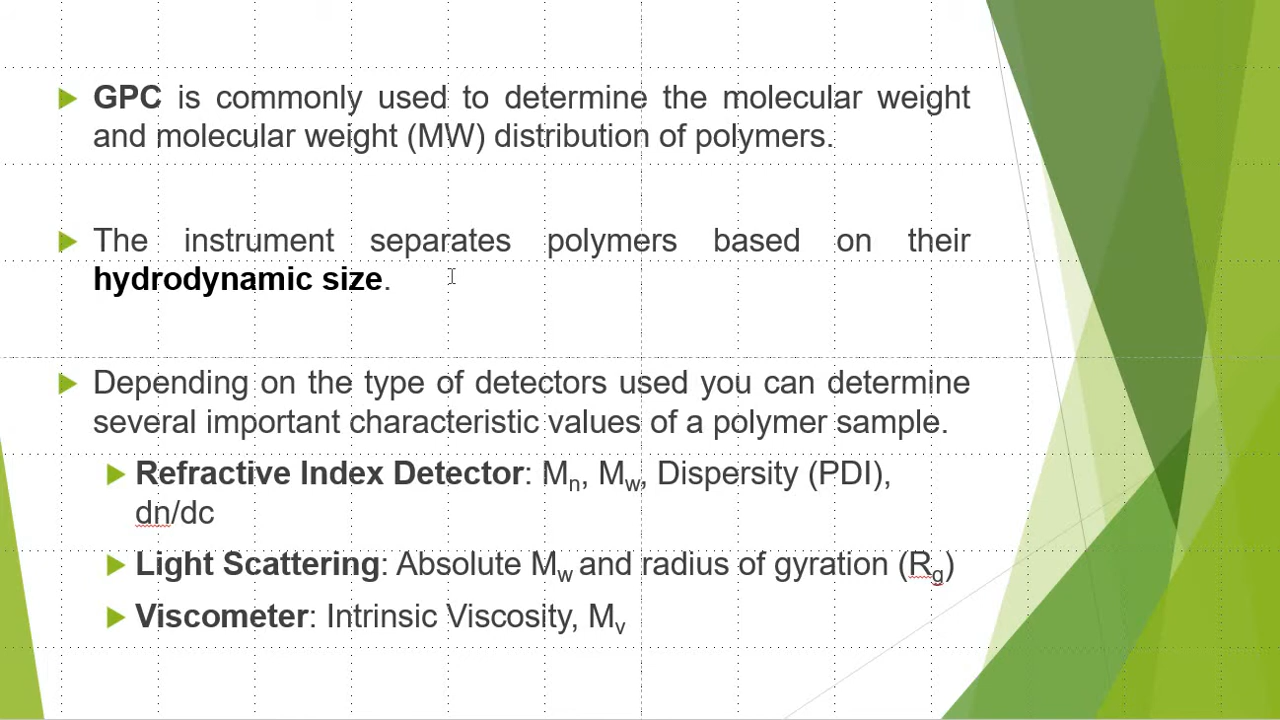 GPC is commonly used to determine the molecular weight
and molecular weight (MW) distribution of polymers.
The instrument separates polymers based on their
hydrodynamic size.
Depending on the type of detectors used you can determine
several important characteristic values of a polymer sample.
Refractive Index Detector: Mn, Mw, Dispersity (PDI),
dn/dc
Light Scattering: Absolute Mw and radius of gyration (Rg)
Viscometer: Intrinsic Viscosity, Mv